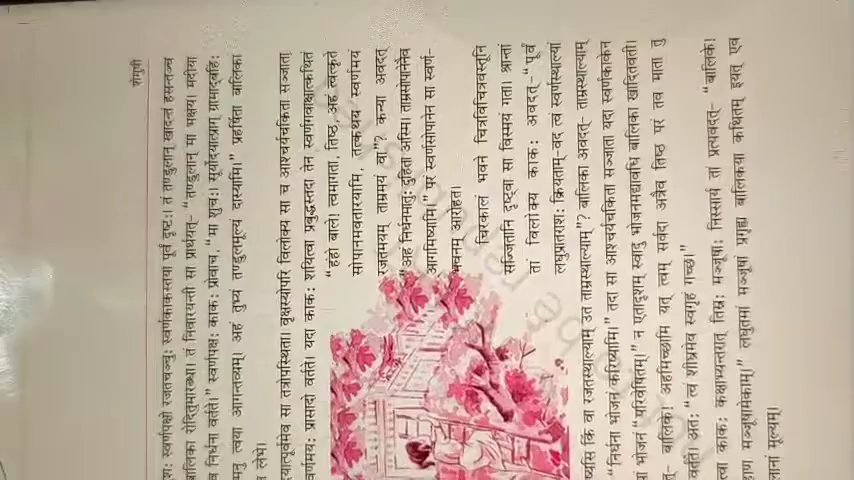 शेमुषी
स्वर्णपक्षो रजतचञ्चुः स्वर्णकाकस्तया पूर्वं दृष्टः। तं तण्डुलान् खादन्तं हसन्तञ्च
बालिका रोदितुमारब्धा। तं निवारयन्ती सा प्रार्थयत्- "तण्डुलान् मा भक्षय। मदीया
निर्धना वर्तते।" स्वर्णपक्षः काकः प्रोवाच, "मा शुचः। सूर्योदयात्प्राग् ग्रामाद्बहिः
त्वया आगन्तव्यम्। अहं तुभ्यं तण्डुलमूल्यं दास्यामि।" प्रहर्षिता बालिका
लेभे।
सा तत्रोपस्थिता। वृक्षस्योपरि विलोक्य सा च आश्चर्यचकिता सञ्जाता
प्रासादो वर्तते। यदा काकः शयित्वा प्रबुद्धस्तदा तेन स्वर्णगवाक्षात्कथितं
"हंहो बाले! त्वमागता, तिष्ठ, अहं त्वत्कृते
सोपानमवतारयामि, तत्कथय स्वर्णमयं
रजतमयम् ताम्रमयं वा"? कन्या अवदत्
"अहं निर्धनमातुः दुहिता अस्मि। ताम्रसोपानेनैव
आगमिष्यामि।" परं स्वर्णसोपानेन सा स्वर्ण-
भवनम् आरोहत।
चिरकालं भवने चित्रविचित्रवस्तूनि
सज्जितानि दृष्ट्वा सा विस्मयं गता। श्रान्तां
तां विलोक्य काकः अवदत्-"पूर्वं
लघुप्रातराशः क्रियताम्-वद त्वं स्वर्णस्थाल्यां
किं वा रजतस्थाल्याम् उत ताम्रस्थाल्याम्"? बालिका अवदत्- ताम्रस्थाल्याम्
"निर्धना भोजनं करिष्यामि।" तदा सा आश्चर्यचकिता सञ्जाता यदा स्वर्णकाकेन
भोजनं "परिवेषितम्।" न एतादृशम् स्वादु भोजनमद्यावधि बालिका खादितवती।
बालिके! अहमिच्छामि यत् त्वम् सर्वदा अत्रैव तिष्ठ परं तव माता तु
वर्तते। अतः "त्वं शीघ्रमेव स्वगृहं गच्छ।"
काकः कक्षाभ्यन्तरात् तिस्रः मञ्जूषाः निस्सार्य तां प्रत्यवदत्- "बालिके!
मञ्जूषामेकाम्।" लघुतमां मञ्जूषां प्रगृह्य बालिकया कथितम् इयत् एव
मूल्यम्।